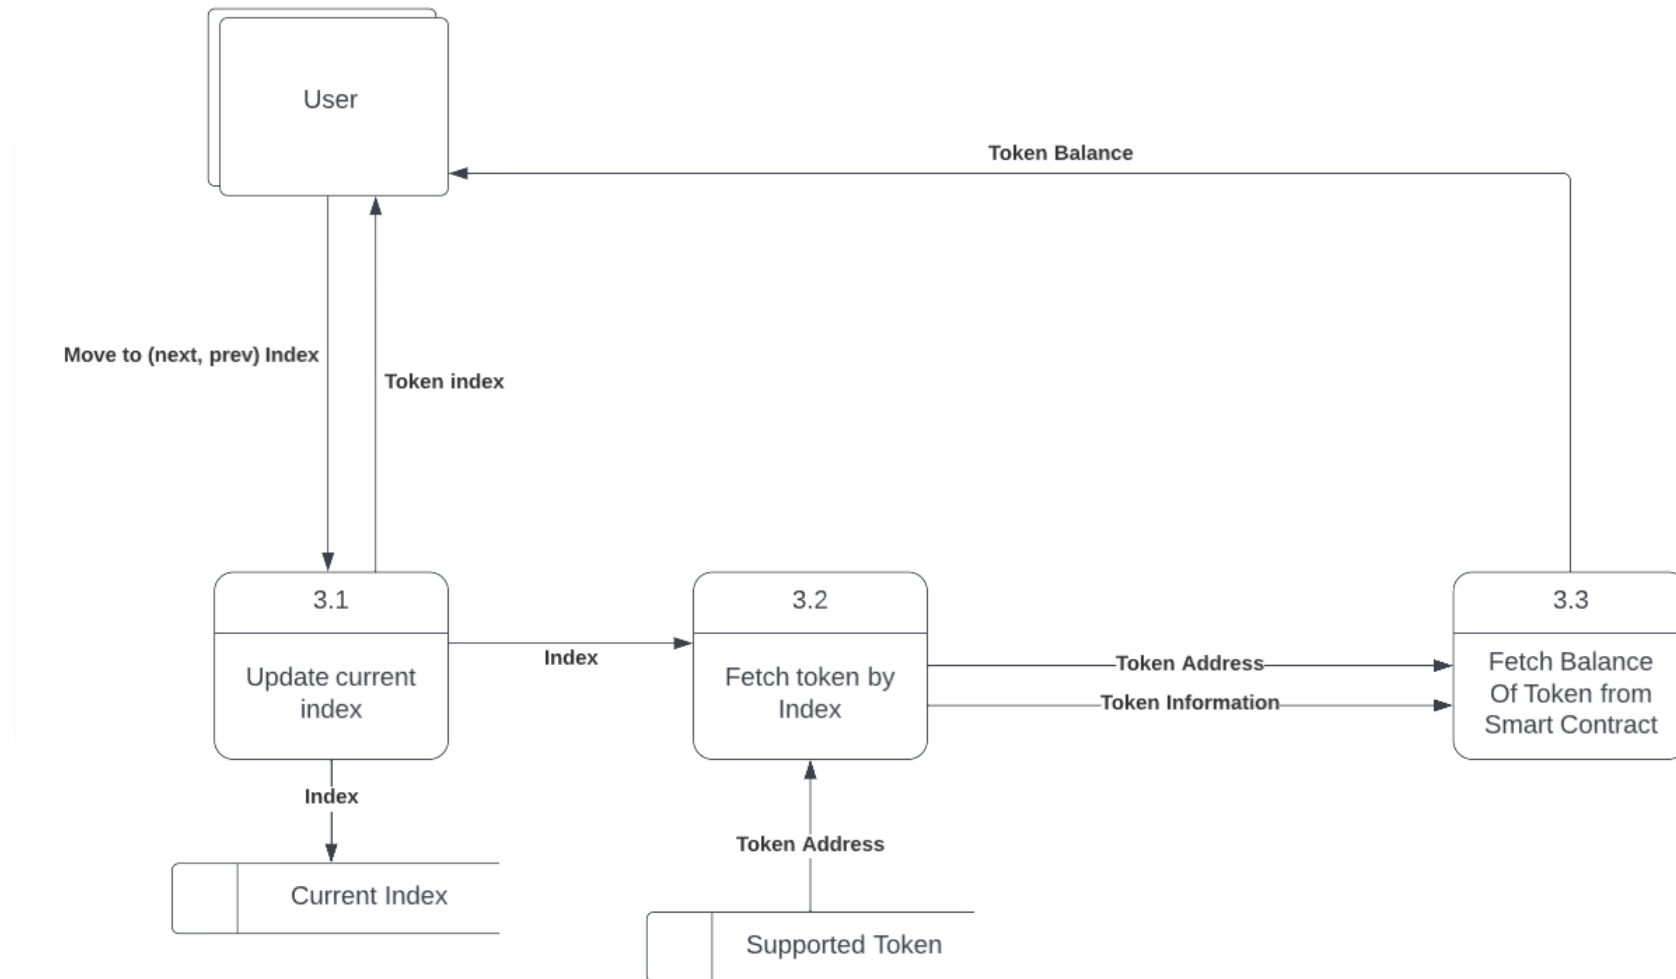 User
Token Balance
Move to (next, prev) Index
Token index
3.1
Update current
index
Index
3.2
Fetch token by
Index
Token Address
Token Information
3.3
Fetch Balance
Of Token from
Smart Contract
Index
Current Index
Token Address
Supported Token